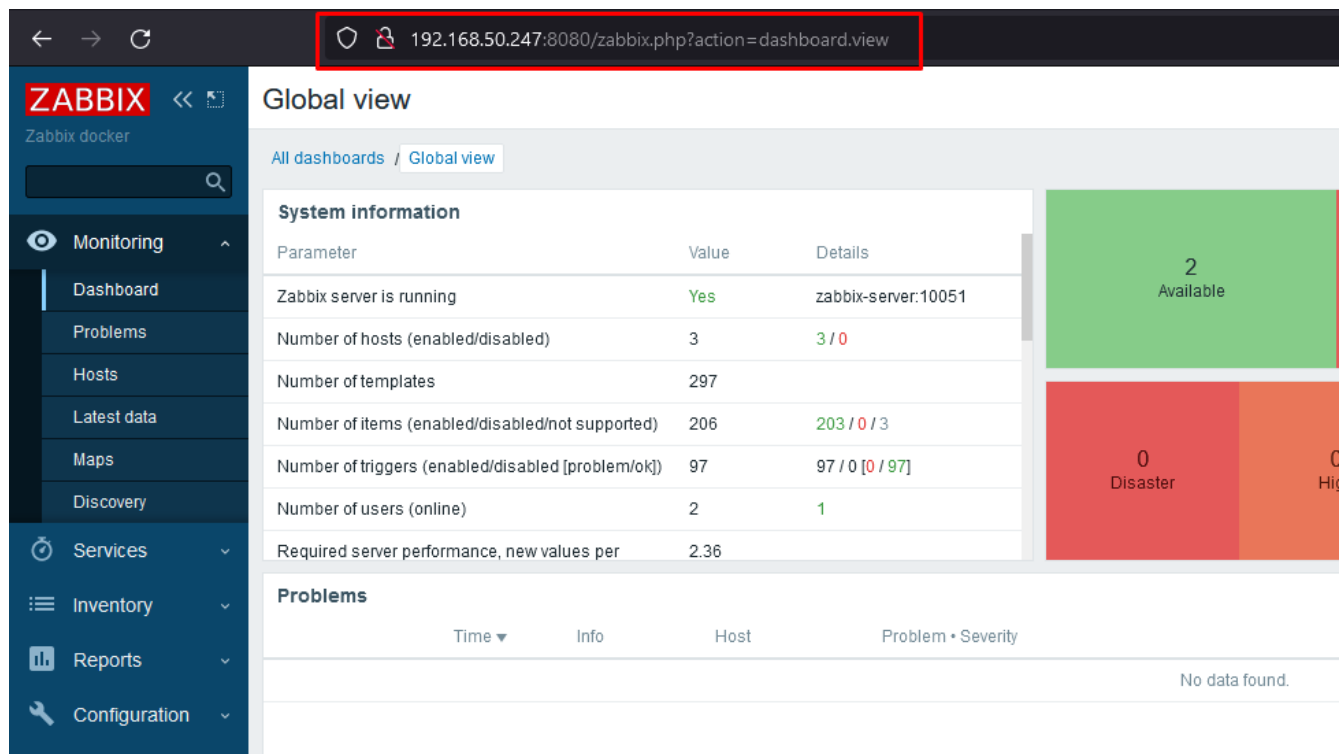 192.168.50.247:8080/zabbix.php?action=dashboard.view
ZABBIX
Zabbix docker
Monitoring
Dashboard
Problems
Hosts
Latest data
Maps
Discovery
Services
Inventory
Reports
Configuration
Global view
All dashboards / Global view
System information
Parameter Value Details
Zabbix server is running Yes zabbix-server:10051
Number of hosts (enabled/disabled) 3 3 / 0
Number of templates 297
Number of items (enabled/disabled/not supported) 206 203 / 0 / 3
Number of triggers (enabled/disabled [problem/ok]) 97 97 / 0 [0 / 97]
Number of users (online) 2 1
Required server performance, new values per 2.36
2
Available
0
Disaster
Problems
Time ▼ Info Host Problem • Severity
No data found.